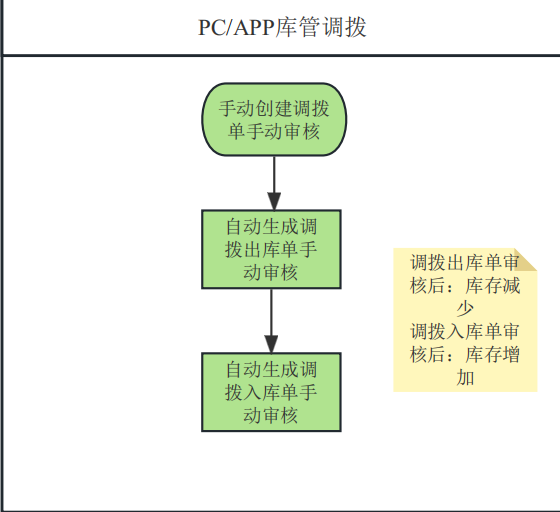 PC/APP库管调拨
手动创建调拨
单手动审核
自动生成调
拨出库单手
动审核
调拨出库单审
核后：库存减
少
调拨入库单审
核后：库存增
加
自动生成调
拨入库单手
动审核